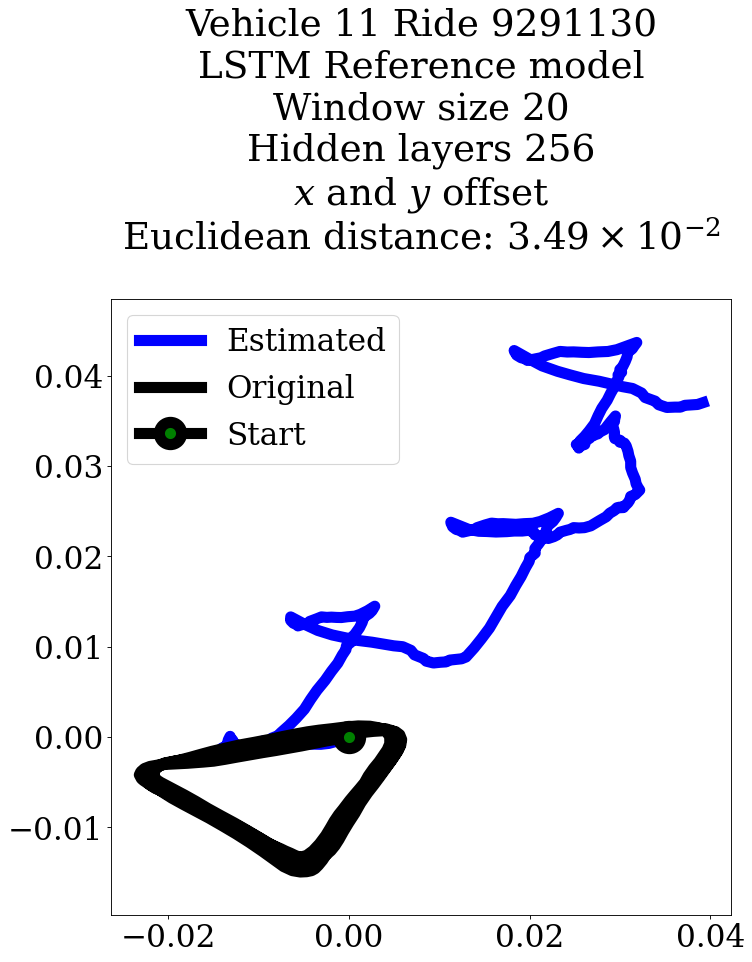 Vehicle 11 Ride 9291130
LSTM Reference model
Window size 20
Hidden layers 256
x and y offset
Euclidean distance: 3.49 × 10⁻²
Estimated
Original
Start
0.04
0.03
0.02
0.01
0.00
−0.01
−0.02 0.00 0.02 0.04